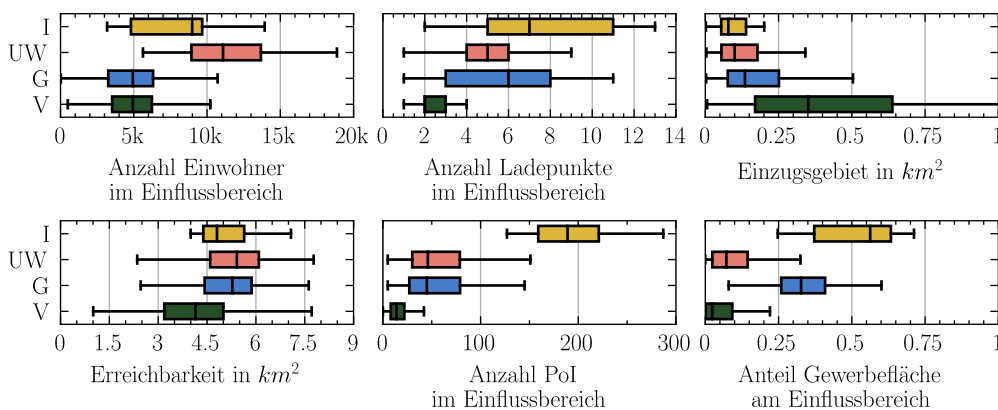 I
UW
G
V
0 5k 10k 15k 20k
Anzahl Einwohner
im Einflussbereich
0 2 4 6 8 10 12 14
Anzahl Ladepunkte
im Einflussbereich
0 0.25 0.5 0.75 1
Einzugsgebiet in km²
I
UW
G
V
0 1.5 3 4.5 6 7.5 9
Erreichbarkeit in km²
0 100 200 300
Anzahl PoI
im Einflussbereich
0 0.25 0.5 0.75 1
Anteil Gewerbefläche
am Einflussbereich